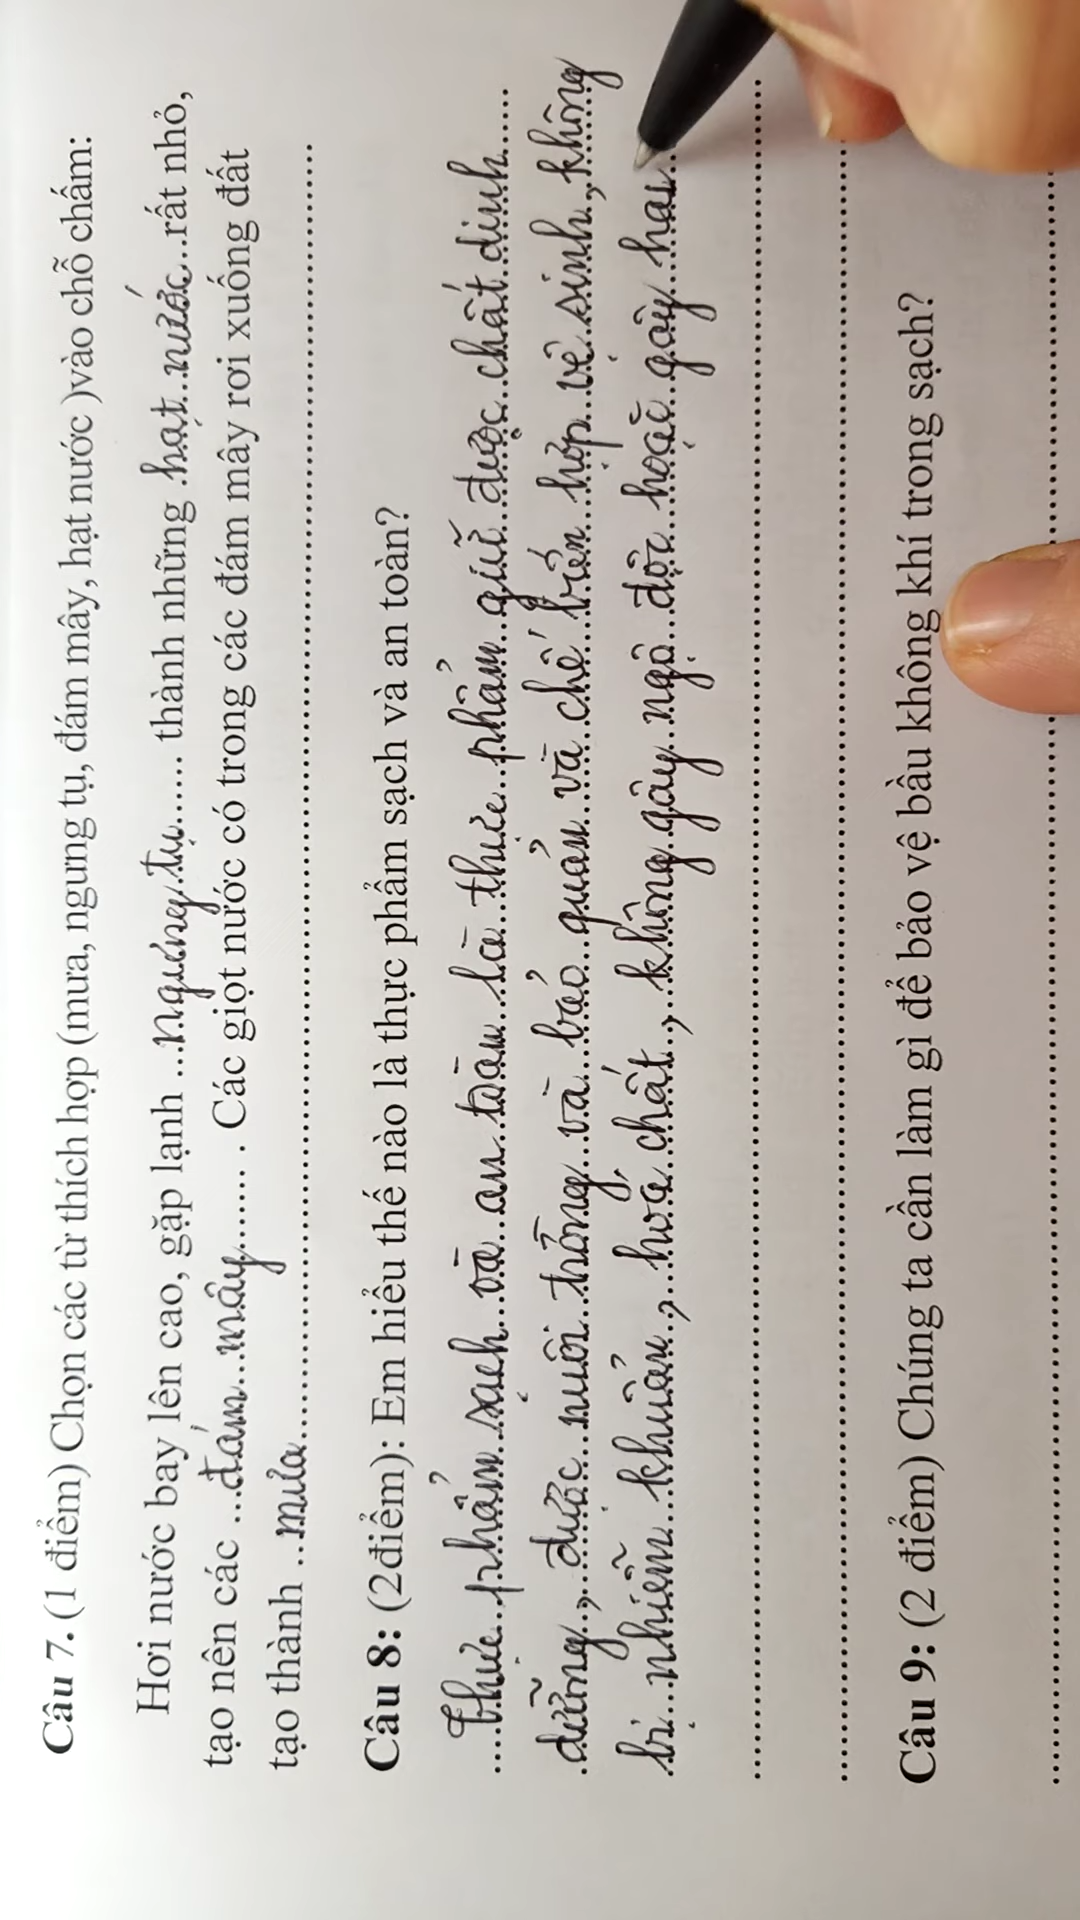 Câu 7. (1 điểm) Chọn các từ thích hợp (mưa, ngưng tụ, đám mây, hạt nước )vào chỗ chấm:
Hơi nước bay lên cao, gặp lạnh ...ngưng tụ...... thành những .hạt...nước...rất nhỏ,
tạo nên các ...đám...mây....... . Các giọt nước có trong các đám mây rơi xuống đất
tạo thành ..mưa...............................................................................
Câu 8: (2điểm): Em hiểu thế nào là thực phẩm sạch và an toàn?
....Thực phẩm sạch và an toàn là thực phẩm giữ được chất dinh.....
dưỡng, được nuôi trồng và bảo quản và chế biến hợp vệ sinh, không
bị nhiễm khuẩn, hoá chất, không gây ngộ độc hoặc gây hại
Câu 9: (2 điểm) Chúng ta cần làm gì để bảo vệ bầu không khí trong sạch?